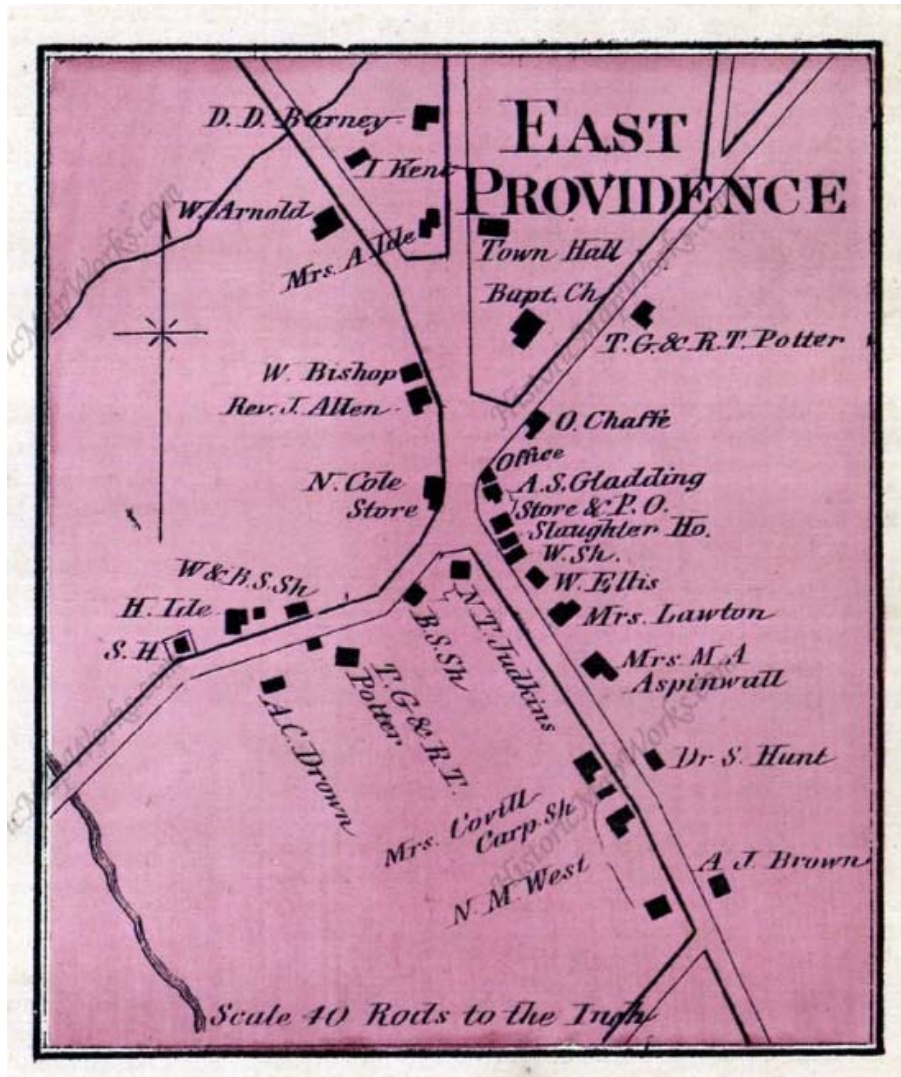 EAST
PROVIDENCE
D. D. Barney
I Kent
W. Arnold
Mrs. A Ide
Town Hall
Bapt. Ch
T. G. & R. T. Potter
W. Bishop
Rev. J. Allen
O. Chaffe
Office
N. Cole
Store
A. S. Gladding
Store & P. O.
Slaughter Ho.
W. Sh.
W. Ellis
W & B. S. Sh
H. Ide
S. H.
Mrs. Lawton
B. S. Sh
N. T. Judkins
Mrs. M. A
Aspinwall
T. G. & R. T.
Potter
A. C. Drown
Dr S. Hunt
Mrs. Covill
Carp. Sh
N. M. West
A J. Brown
Scale 40 Rods to the Inch
HistoricMapWorks.com